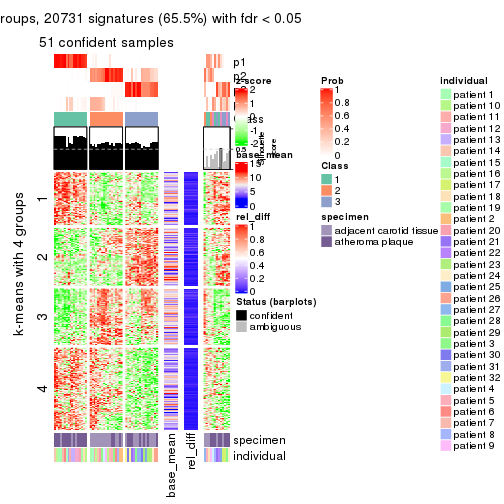 roups, 20731 signatures (65.5%) with fdr < 0.05
51 confident samples
p1
p2
z-score
2
1
0
-1
-2
base_mean
15
10
5
0
rel_diff
1
0.8
0.6
0.4
0.2
0
Status (barplots)
confident
ambiguous
Prob
1
0.8
0.6
0.4
0.2
0
Class
1
2
3
specimen
adjacent carotid tissue
atheroma plaque
individual
patient 1
patient 10
patient 11
patient 12
patient 13
patient 14
patient 15
patient 16
patient 17
patient 18
patient 19
patient 2
patient 20
patient 21
patient 22
patient 23
patient 24
patient 25
patient 26
patient 27
patient 28
patient 29
patient 3
patient 30
patient 31
patient 32
patient 4
patient 5
patient 6
patient 7
patient 8
patient 9
k-means with 4 groups
1
2
3
4
specimen
individual
base_mean
rel_diff